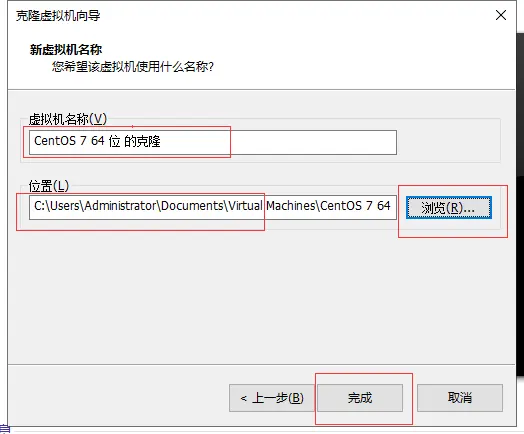 克隆虚拟机向导
新虚拟机名称
您希望该虚拟机使用什么名称?
虚拟机名称(V)
CentOS 7 64 位 的克隆
位置(L)
C:\Users\Administrator\Documents\Virtual Machines\CentOS 7 64
浏览(R)...
< 上一步(B)
完成
取消